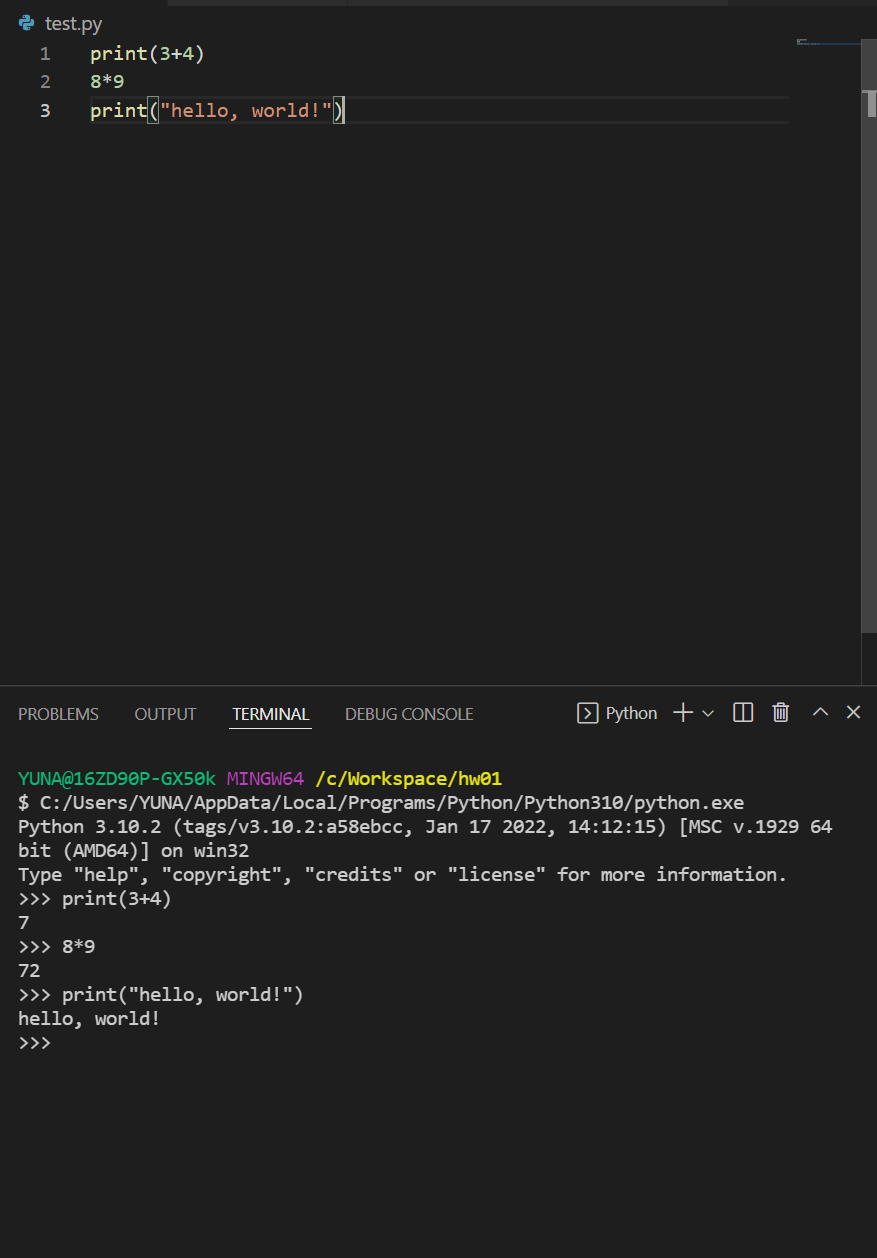 test.py
1 print(3+4)
2 8*9
3 print("hello, world!")
PROBLEMS OUTPUT TERMINAL DEBUG CONSOLE Python
YUNA@16ZD90P-GX50k MINGW64 /c/Workspace/hw01
$ C:/Users/YUNA/AppData/Local/Programs/Python/Python310/python.exe
Python 3.10.2 (tags/v3.10.2:a58ebcc, Jan 17 2022, 14:12:15) [MSC v.1929 64
bit (AMD64)] on win32
Type "help", "copyright", "credits" or "license" for more information.
>>> print(3+4)
7
>>> 8*9
72
>>> print("hello, world!")
hello, world!
>>>